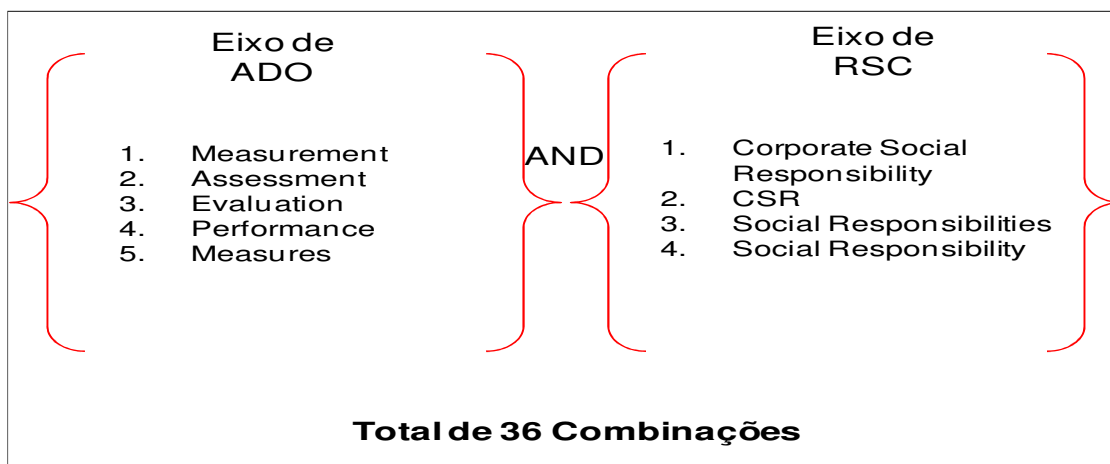 Eixo de
ADO
1. Measurement
2. Assessment
3. Evaluation
4. Performance
5. Measures
AND
Eixo de
RSC
1. Corporate Social
Responsibility
2. CSR
3. Social Responsibilities
4. Social Responsibility
Total de 36 Combinações